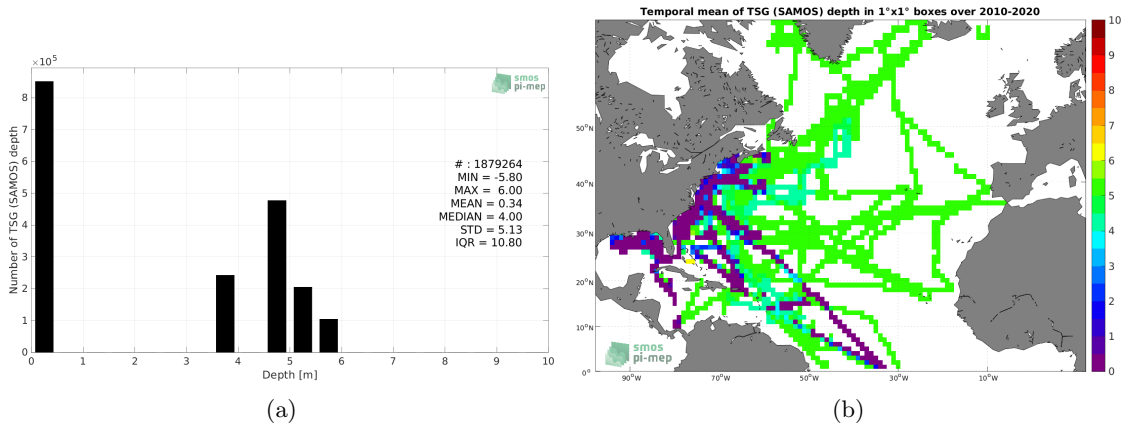 ×10⁵
9
8
7
6
5
4
3
2
1
0
Number of TSG (SAMOS) depth
0 1 2 3 4 5 6 7 8 9 10
Depth [m]
smos
pi-mep
# : 1879264
MIN = -5.80
MAX = 6.00
MEAN = 0.34
MEDIAN = 4.00
STD = 5.13
IQR = 10.80
(a)
Temporal mean of TSG (SAMOS) depth in 1°x1° boxes over 2010-2020
50°N
40°N
30°N
20°N
10°N
0°
90°W 70°W 50°W 30°W 10°W
smos
pi-mep
10
9
8
7
6
5
4
3
2
1
0
(b)